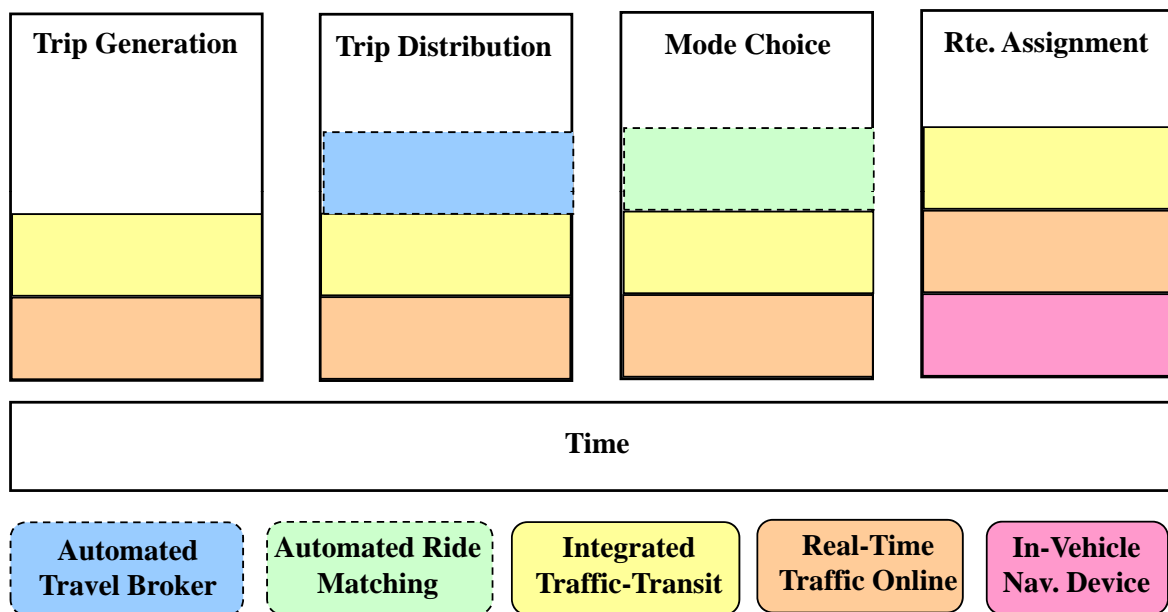 Trip Generation
Trip Distribution
Mode Choice
Rte. Assignment
Time
Automated
Travel Broker
Automated Ride
Matching
Integrated
Traffic-Transit
Real-Time
Traffic Online
In-Vehicle
Nav. Device